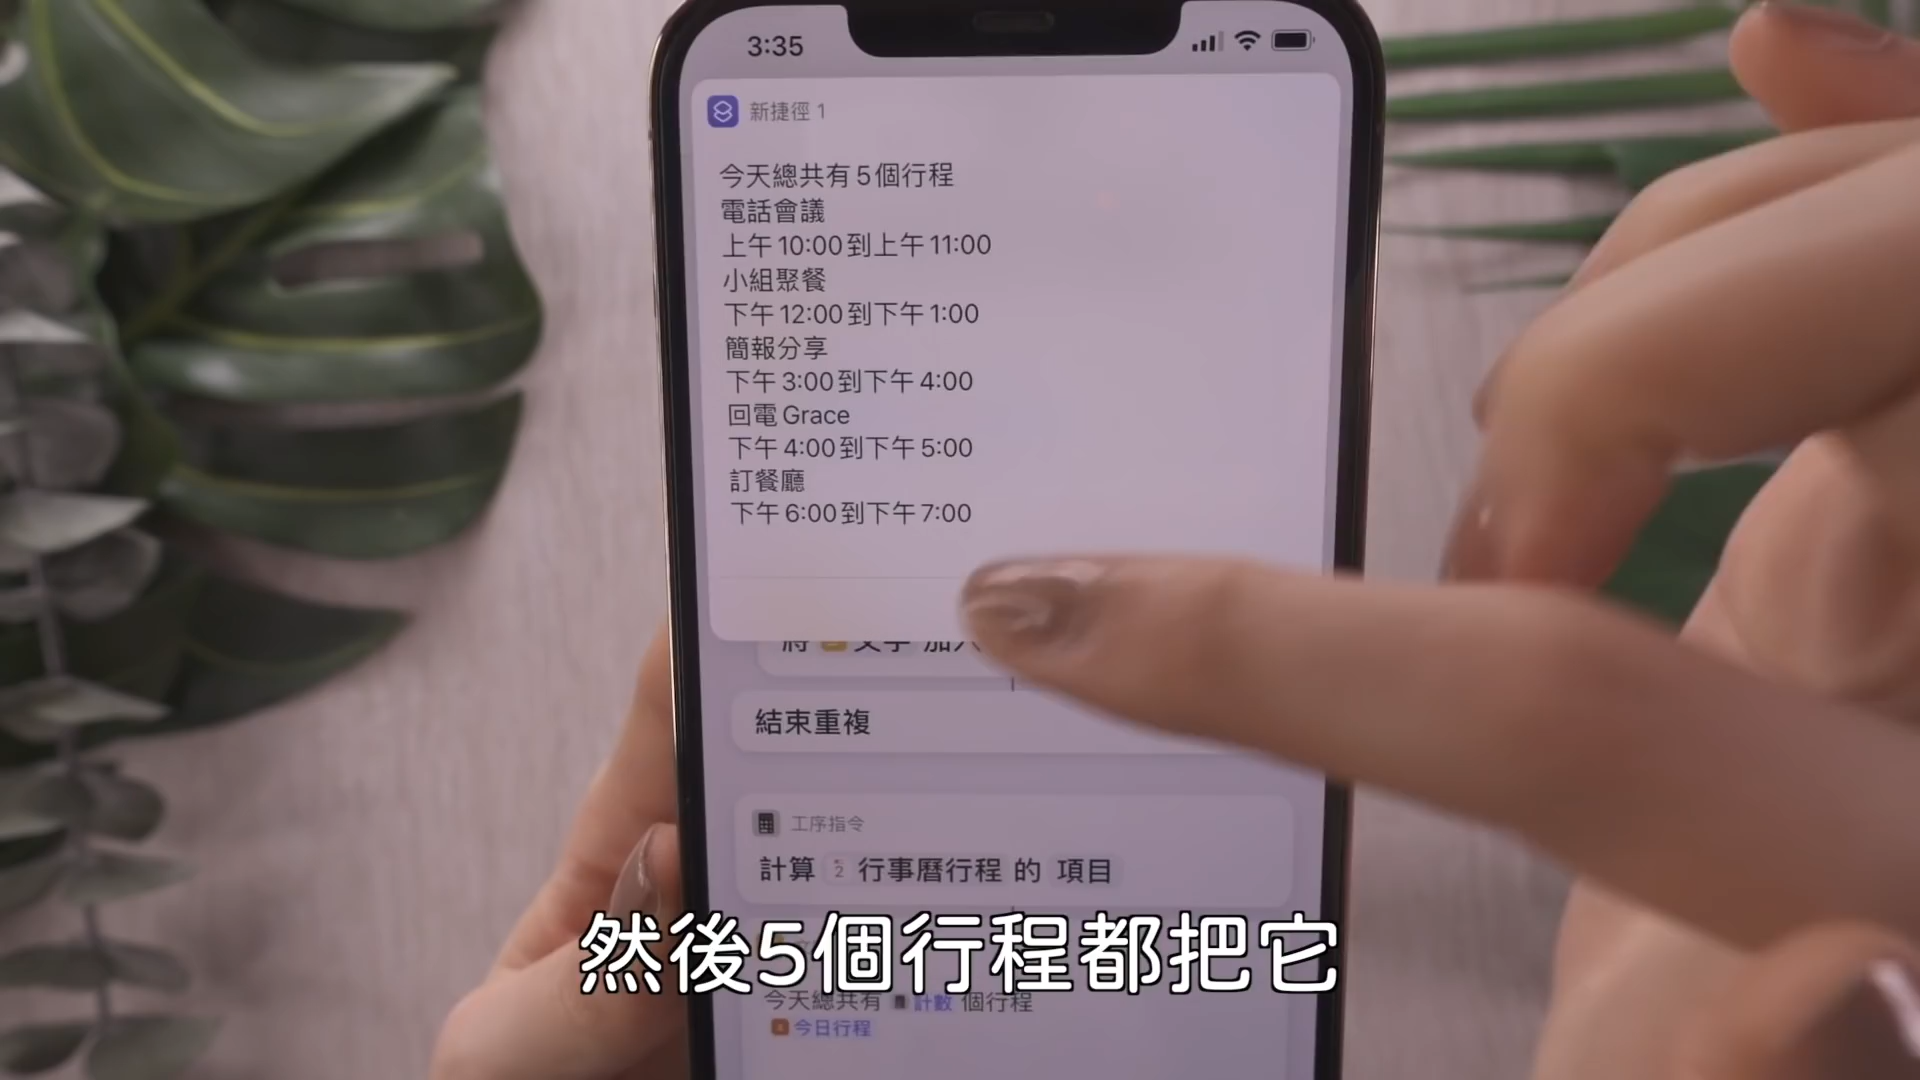 3:35
新捷徑 1
今天總共有5個行程
電話會議
上午10:00到上午11:00
小組聚餐
下午12:00到下午1:00
簡報分享
下午3:00到下午4:00
回電Grace
下午4:00到下午5:00
訂餐廳
下午6:00到下午7:00
將 文字 加入
結束重複
工序指令
計算 行事曆行程 的 項目
然後5個行程都把它
今天總共有 計數 個行程
今日行程